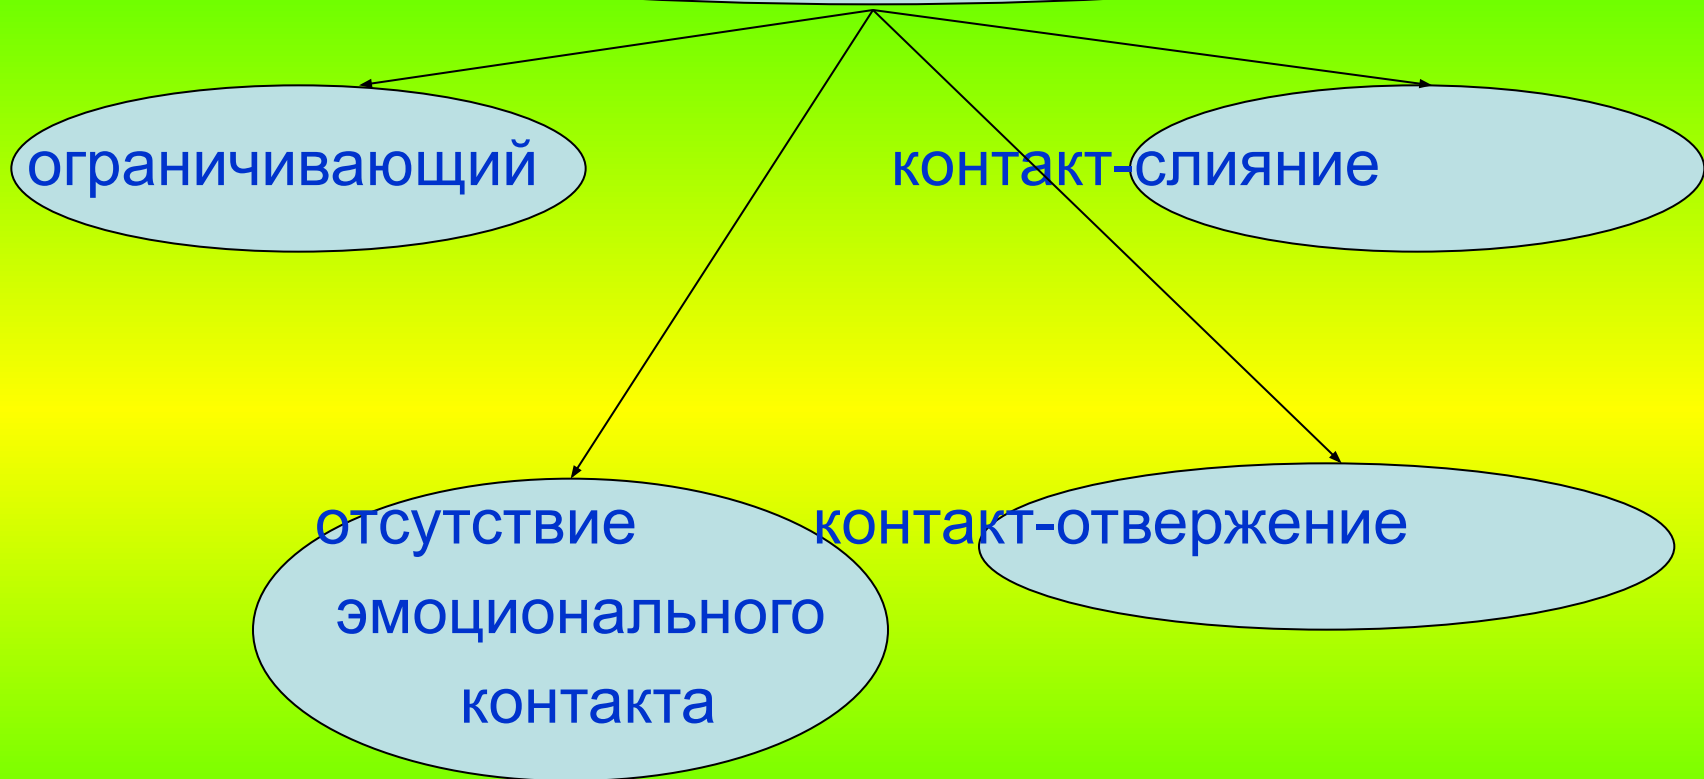 ограничивающий контакт-слияние
отсутствие контакт-отвержение
эмоционального
контакта